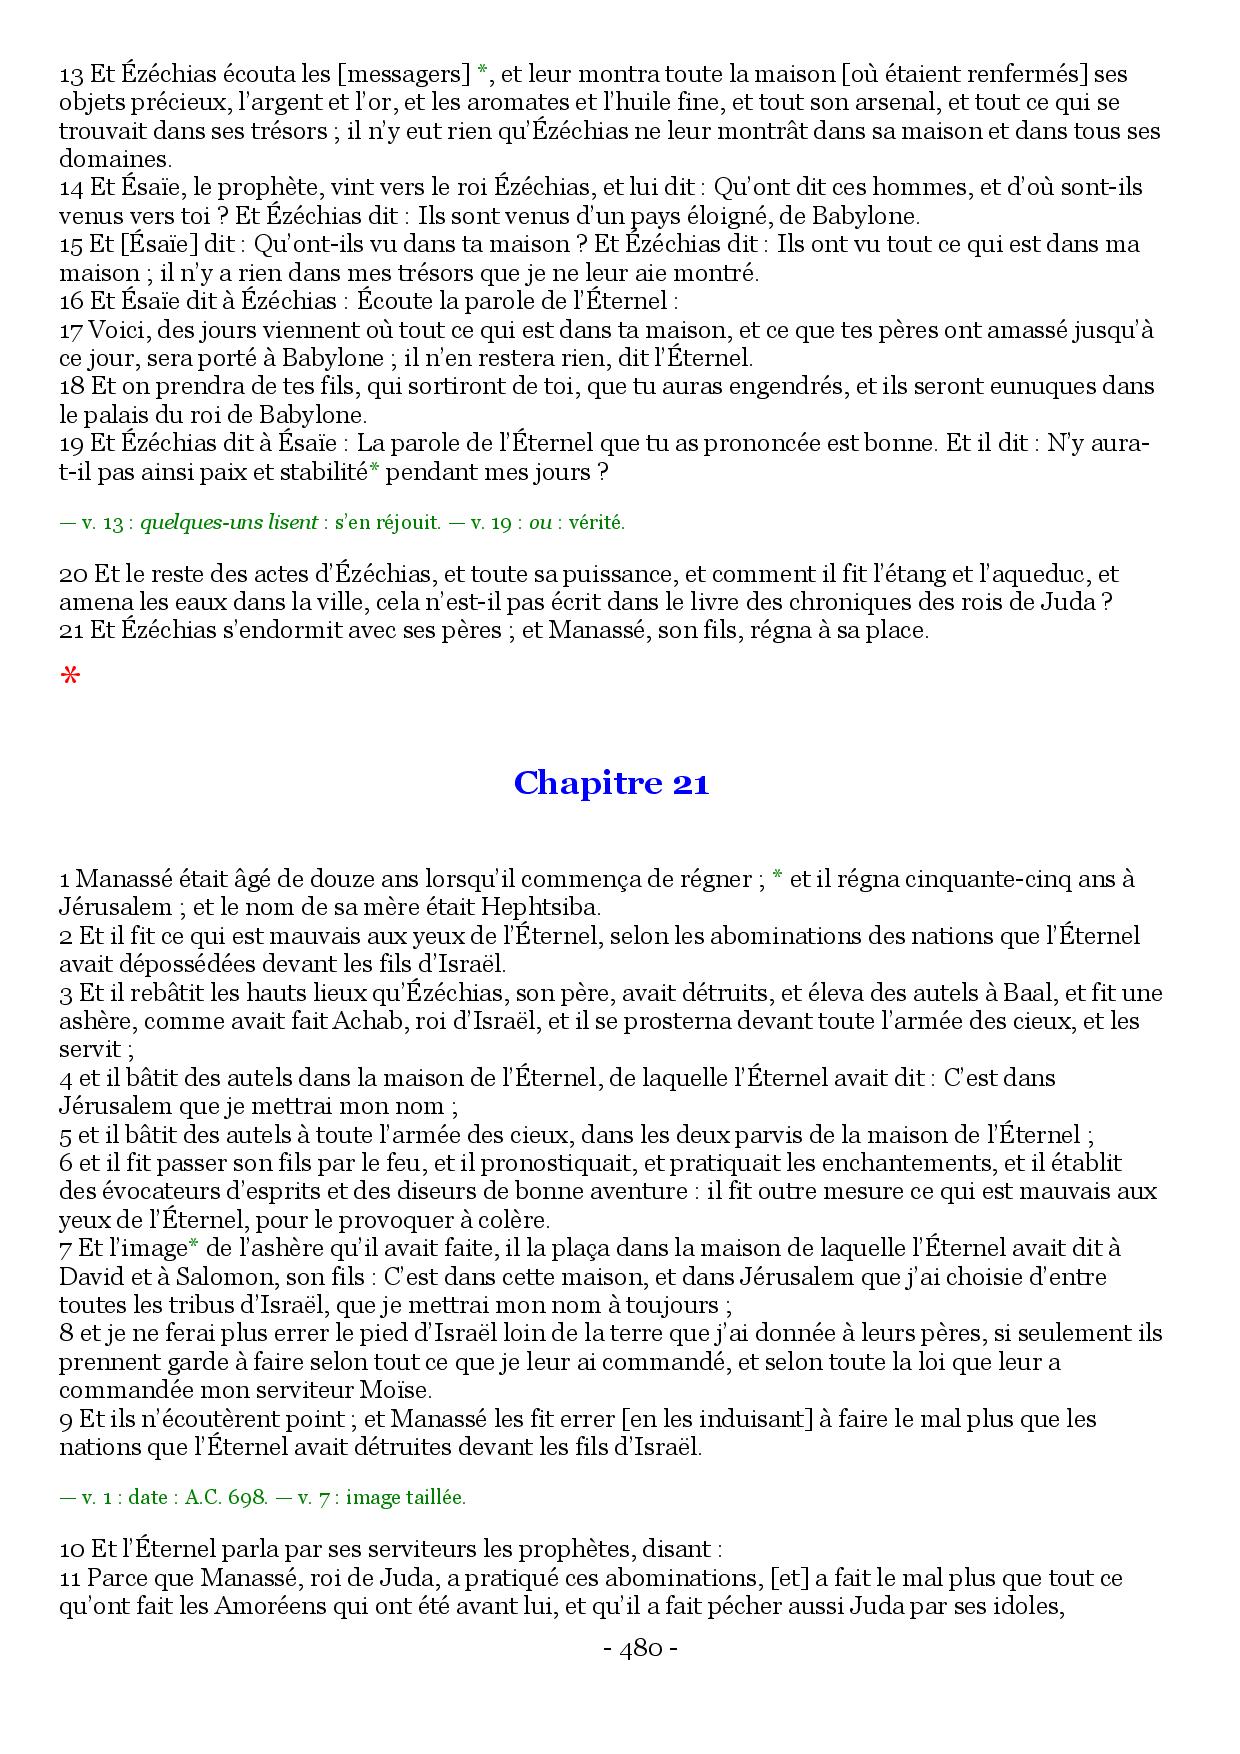 13 Et Ézéchias écouta les [messagers] *, et leur montra toute la maison [où étaient renfermés] ses
objets précieux, l’argent et l’or, et les aromates et l’huile fine, et tout son arsenal, et tout ce qui se
trouvait dans ses trésors ; il n’y eut rien qu’Ézéchias ne leur montrât dans sa maison et dans tous ses
domaines.
14 Et Ésaïe, le prophète, vint vers le roi Ézéchias, et lui dit : Qu’ont dit ces hommes, et d’où sont-ils
venus vers toi ? Et Ézéchias dit : Ils sont venus d’un pays éloigné, de Babylone.
15 Et [Ésaïe] dit : Qu’ont-ils vu dans ta maison ? Et Ézéchias dit : Ils ont vu tout ce qui est dans ma
maison ; il n’y a rien dans mes trésors que je ne leur aie montré.
16 Et Ésaïe dit à Ézéchias : Écoute la parole de l’Éternel :
17 Voici, des jours viennent où tout ce qui est dans ta maison, et ce que tes pères ont amassé jusqu’à
ce jour, sera porté à Babylone ; il n’en restera rien, dit l’Éternel.
18 Et on prendra de tes fils, qui sortiront de toi, que tu auras engendrés, et ils seront eunuques dans
le palais du roi de Babylone.
19 Et Ézéchias dit à Ésaïe : La parole de l’Éternel que tu as prononcée est bonne. Et il dit : N’y aura-
t-il pas ainsi paix et stabilité* pendant mes jours ?
— v. 13 : quelques-uns lisent : s’en réjouit. — v. 19 : ou : vérité.
20 Et le reste des actes d’Ézéchias, et toute sa puissance, et comment il fit l’étang et l’aqueduc, et
amena les eaux dans la ville, cela n’est-il pas écrit dans le livre des chroniques des rois de Juda ?
21 Et Ézéchias s’endormit avec ses pères ; et Manassé, son fils, régna à sa place.
*
Chapitre 21
1 Manassé était âgé de douze ans lorsqu’il commença de régner ; * et il régna cinquante-cinq ans à
Jérusalem ; et le nom de sa mère était Hephtsiba.
2 Et il fit ce qui est mauvais aux yeux de l’Éternel, selon les abominations des nations que l’Éternel
avait dépossédées devant les fils d’Israël.
3 Et il rebâtit les hauts lieux qu’Ézéchias, son père, avait détruits, et éleva des autels à Baal, et fit une
ashère, comme avait fait Achab, roi d’Israël, et il se prosterna devant toute l’armée des cieux, et les
servit ;
4 et il bâtit des autels dans la maison de l’Éternel, de laquelle l’Éternel avait dit : C’est dans
Jérusalem que je mettrai mon nom ;
5 et il bâtit des autels à toute l’armée des cieux, dans les deux parvis de la maison de l’Éternel ;
6 et il fit passer son fils par le feu, et il pronostiquait, et pratiquait les enchantements, et il établit
des évocateurs d’esprits et des diseurs de bonne aventure : il fit outre mesure ce qui est mauvais aux
yeux de l’Éternel, pour le provoquer à colère.
7 Et l’image* de l’ashère qu’il avait faite, il la plaça dans la maison de laquelle l’Éternel avait dit à
David et à Salomon, son fils : C’est dans cette maison, et dans Jérusalem que j’ai choisie d’entre
toutes les tribus d’Israël, que je mettrai mon nom à toujours ;
8 et je ne ferai plus errer le pied d’Israël loin de la terre que j’ai donnée à leurs pères, si seulement ils
prennent garde à faire selon tout ce que je leur ai commandé, et selon toute la loi que leur a
commandée mon serviteur Moïse.
9 Et ils n’écoutèrent point ; et Manassé les fit errer [en les induisant] à faire le mal plus que les
nations que l’Éternel avait détruites devant les fils d’Israël.
— v. 1 : date : A.C. 698. — v. 7 : image taillée.
10 Et l’Éternel parla par ses serviteurs les prophètes, disant :
11 Parce que Manassé, roi de Juda, a pratiqué ces abominations, [et] a fait le mal plus que tout ce
qu’ont fait les Amoréens qui ont été avant lui, et qu’il a fait pécher aussi Juda par ses idoles,
- 480 -